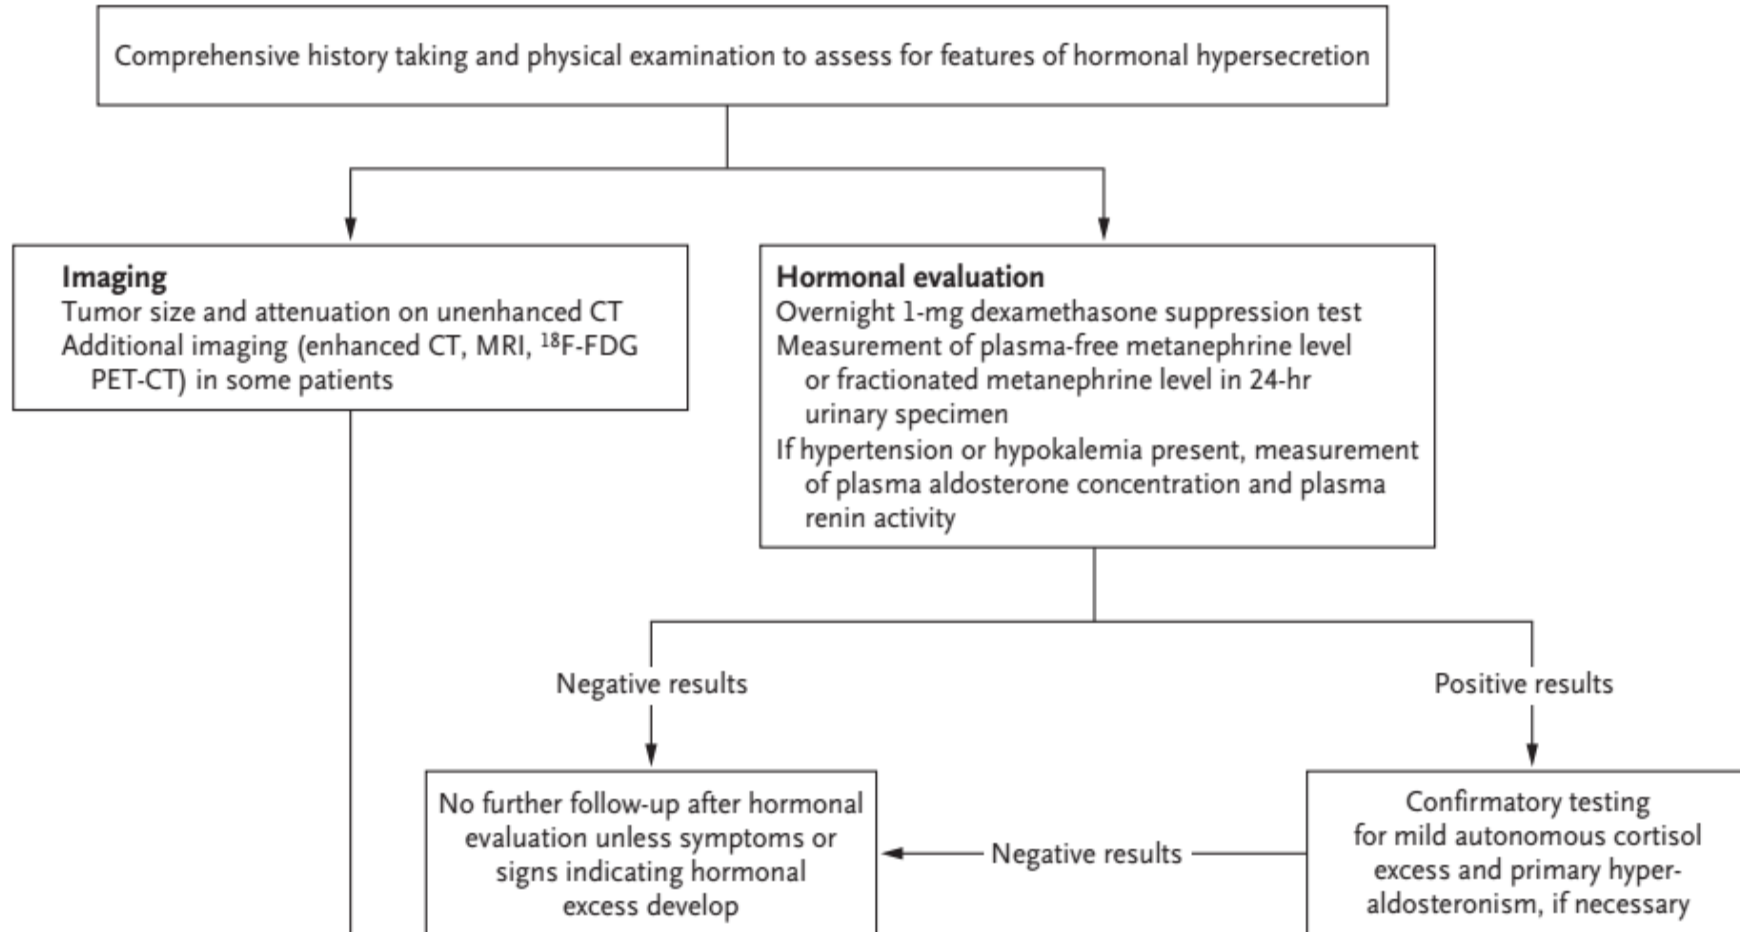 Comprehensive history taking and physical examination to assess for features of hormonal hypersecretion
Imaging
Tumor size and attenuation on unenhanced CT
Additional imaging (enhanced CT, MRI, ¹⁸F-FDG
PET-CT) in some patients
Hormonal evaluation
Overnight 1-mg dexamethasone suppression test
Measurement of plasma-free metanephrine level
or fractionated metanephrine level in 24-hr
urinary specimen
If hypertension or hypokalemia present, measurement
of plasma aldosterone concentration and plasma
renin activity
Negative results
Positive results
No further follow-up after hormonal
evaluation unless symptoms or
signs indicating hormonal
excess develop
Negative results
Confirmatory testing
for mild autonomous cortisol
excess and primary hyper-
aldosteronism, if necessary